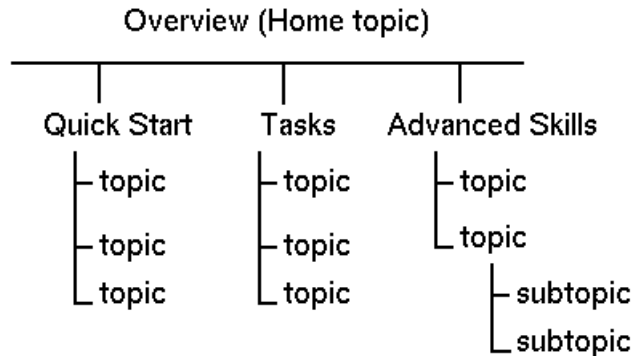 Overview (Home topic)
Quick Start Tasks Advanced Skills
topic topic topic
topic topic topic
topic topic
subtopic
subtopic